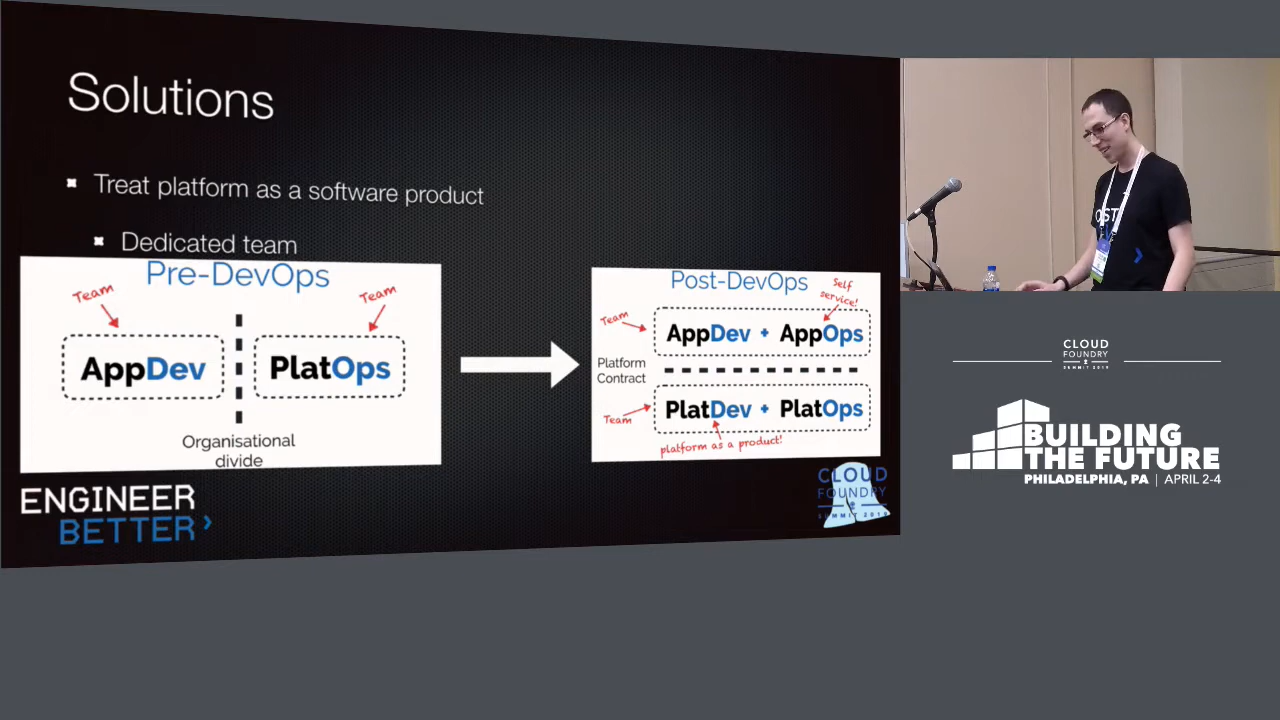 Solutions
Treat platform as a software product
Dedicated team
Pre-DevOps
Team
Team
AppDev
PlatOps
Organisational
divide
Post-DevOps
Self
service!
Team
AppDev + AppOps
Platform
Contract
Team
PlatDev + PlatOps
platform as a product!
ENGINEER
BETTER
CLOUD
FOUNDRY
SUMMIT 2019
CLOUD
FOUNDRY
SUMMIT 2019
BUILDING
THE FUTURE
PHILADELPHIA, PA | APRIL 2-4